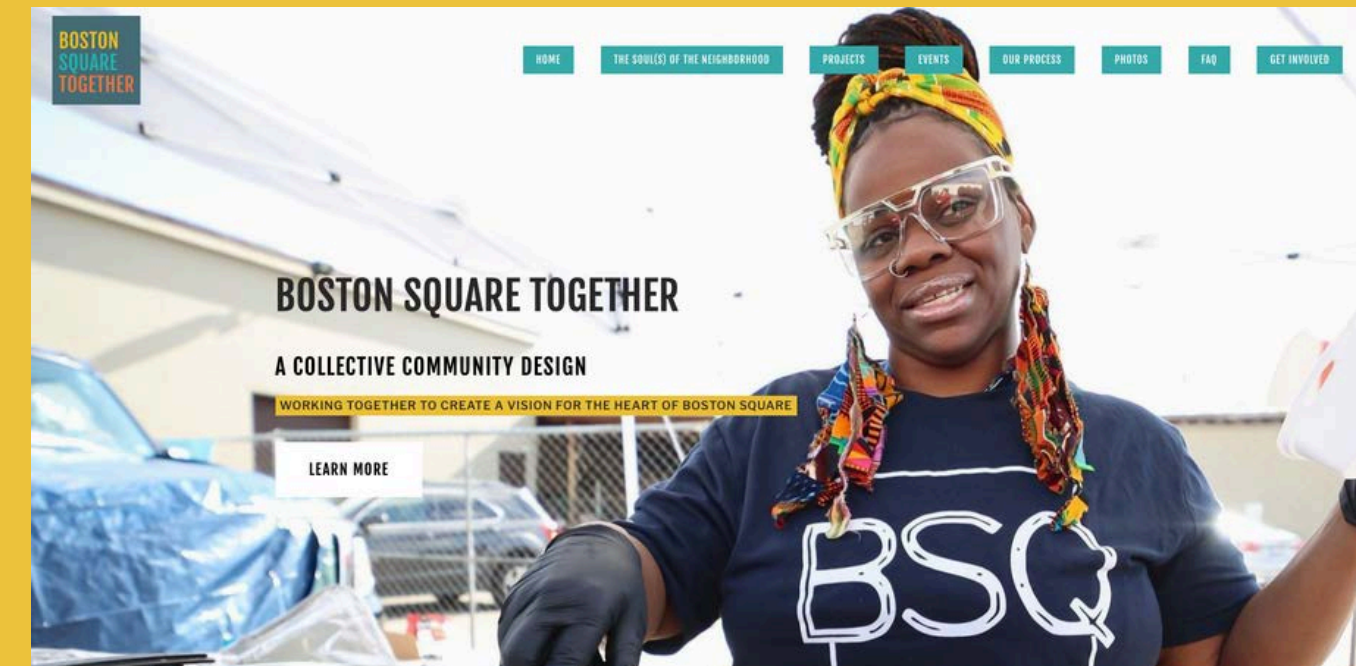 BOSTON
SQUARE
TOGETHER
HOME
THE SOUL(S) OF THE NEIGHBORHOOD
PROJECTS
EVENTS
OUR PROCESS
PHOTOS
FAQ
GET INVOLVED
BOSTON SQUARE TOGETHER
A COLLECTIVE COMMUNITY DESIGN
WORKING TOGETHER TO CREATE A VISION FOR THE HEART OF BOSTON SQUARE
LEARN MORE
BSQ